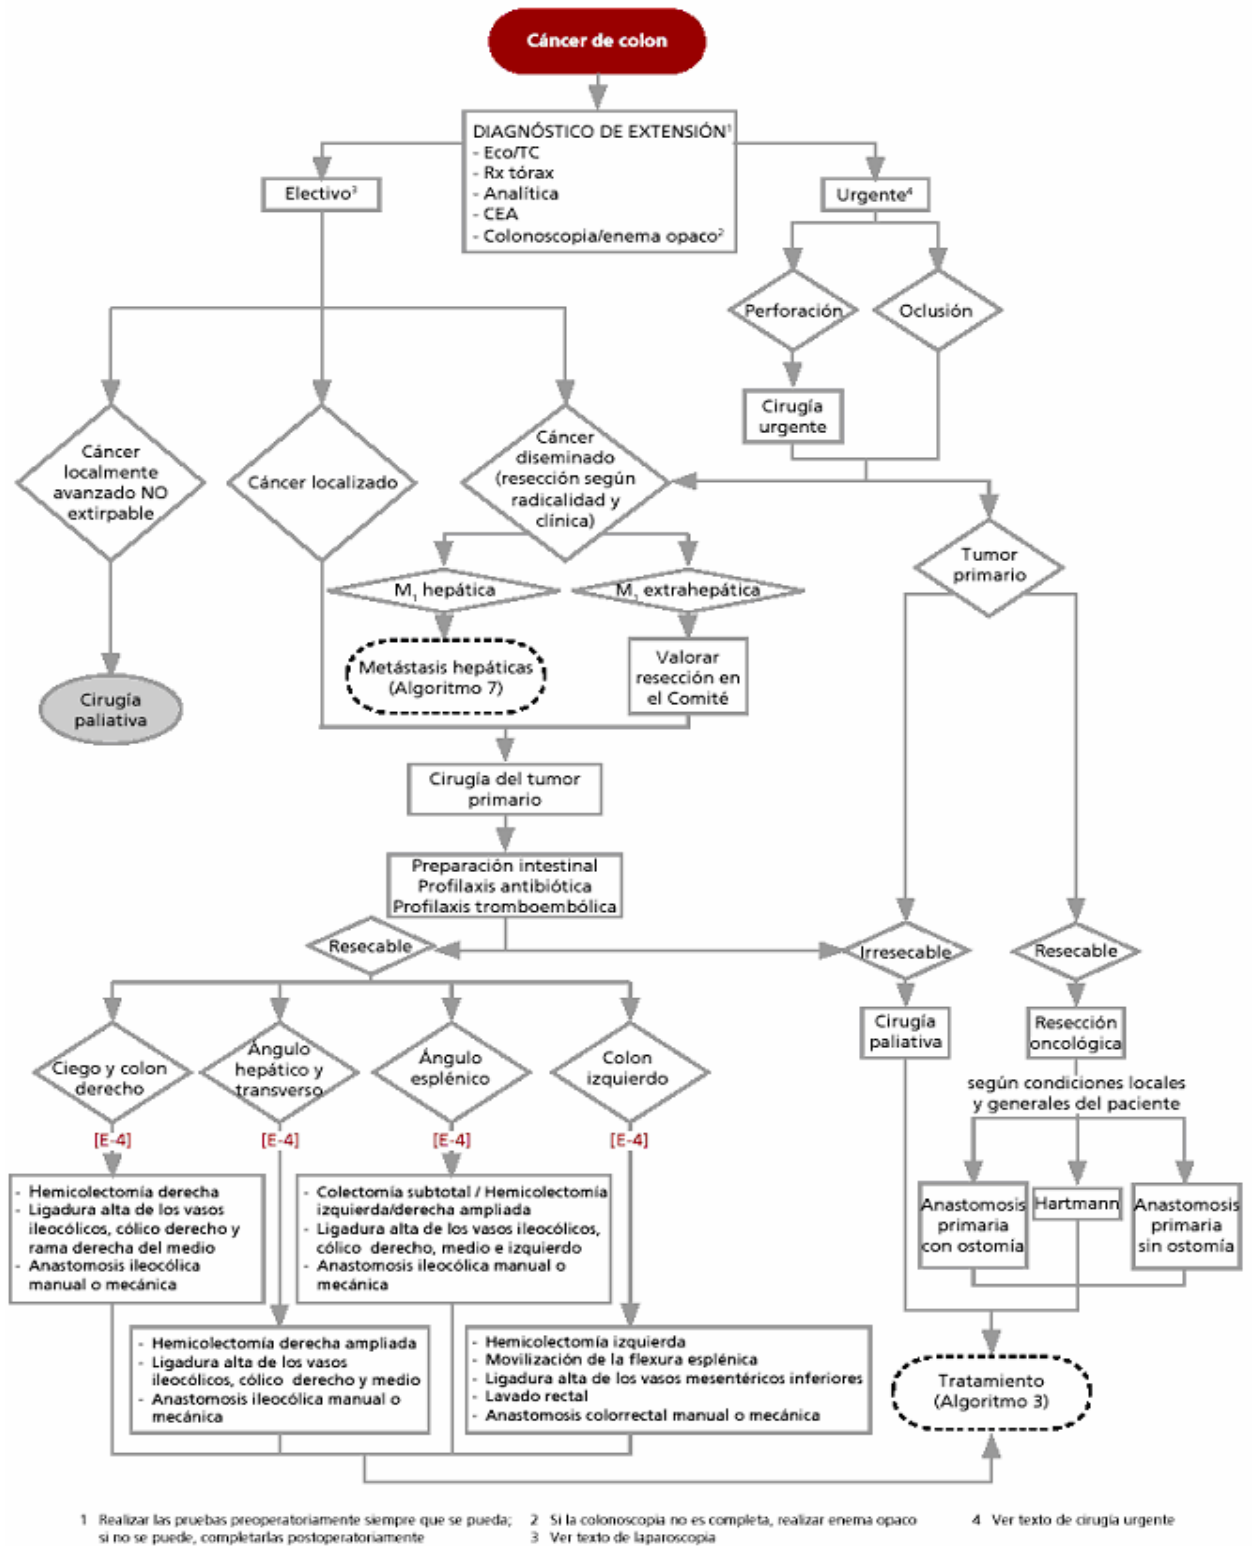 Cáncer de colon
DIAGNÓSTICO DE EXTENSIÓN¹
- Eco/TC
- Rx tórax
- Analítica
- CEA
- Colonoscopia/enema opaco²
Electivo³
Urgente⁴
Perforación
Oclusión
Cirugía
urgente
Cáncer
localmente
avanzado NO
extirpable
Cáncer localizado
Cáncer
diseminado
(resección según
radicalidad y
clínica)
Tumor
primario
M₁ hepática
M₁ extrahepática
Metástasis hepáticas
(Algoritmo 7)
Valorar
resección en
el Comité
Cirugía
paliativa
Cirugía del tumor
primario
Preparación intestinal
Profilaxis antibiótica
Profilaxis tromboembólica
Resecable
Irresecable
Resecable
Cirugía
paliativa
Resección
oncológica
Ciego y colon
derecho
Ángulo
hepático y
transverso
Ángulo
esplénico
Colon
izquierdo
según condiciones locales
y generales del paciente
[E-4]
[E-4]
[E-4]
[E-4]
- Hemicolectomía derecha
- Ligadura alta de los vasos
ileocólicos, cólico derecho y
rama derecha del medio
- Anastomosis ileocólica
manual o mecánica
- Colectomía subtotal / Hemicolectomía
izquierda/derecha ampliada
- Ligadura alta de los vasos ileocólicos,
cólico derecho, medio e izquierdo
- Anastomosis ileocólica manual o
mecánica
Anastomosis
primaria
con ostomía
Hartmann
Anastomosis
primaria
sin ostomía
- Hemicolectomía derecha ampliada
- Ligadura alta de los vasos
ileocólicos, cólico derecho y medio
- Anastomosis ileocólica manual o
mecánica
- Hemicolectomía izquierda
- Movilización de la flexura esplénica
- Ligadura alta de los vasos mesentéricos inferiores
- Lavado rectal
- Anastomosis colorrectal manual o mecánica
Tratamiento
(Algoritmo 3)
1 Realizar las pruebas preoperatoriamente siempre que se pueda;
si no se puede, completarlas postoperatoriamente
2 Si la colonoscopia no es completa, realizar enema opaco
3 Ver texto de laparoscopia
4 Ver texto de cirugía urgente